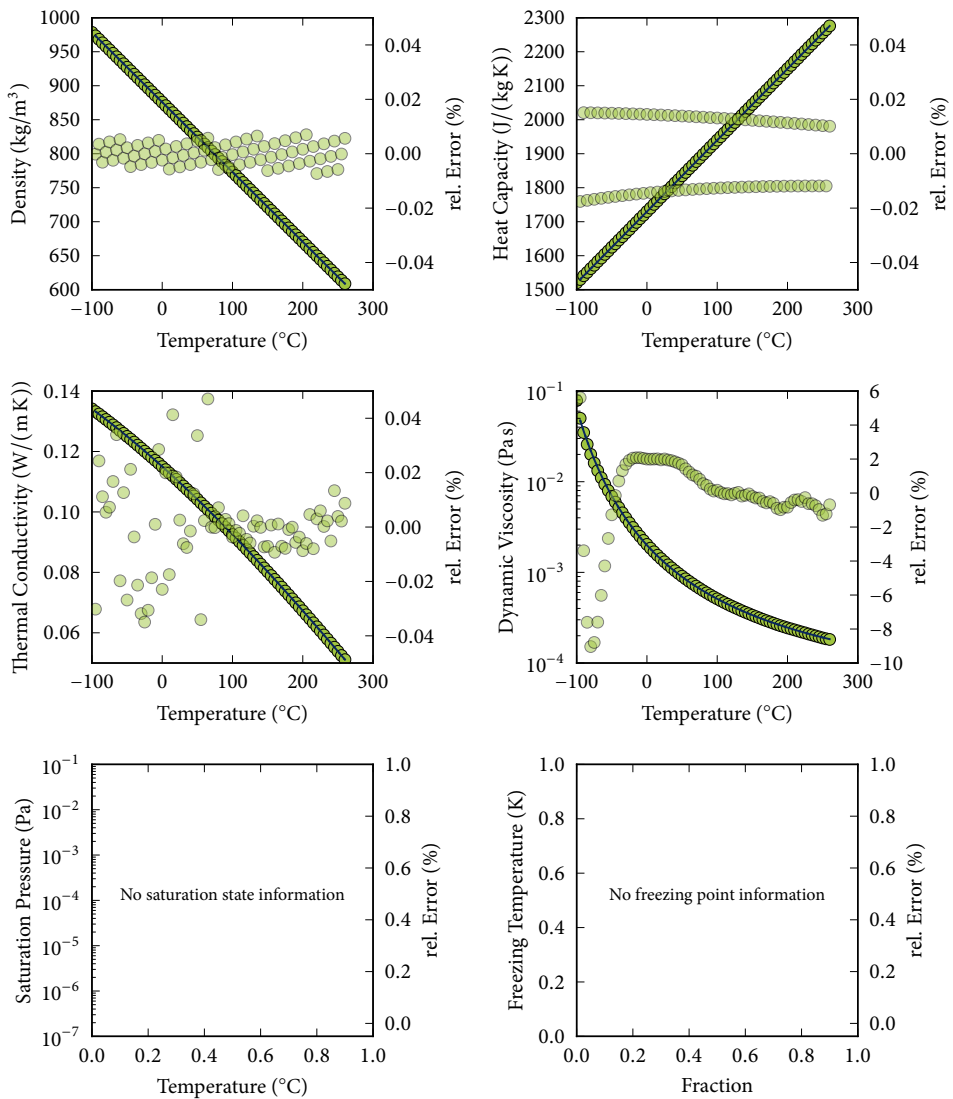 1000
950
900
850
800
750
700
650
600
Density (kg/m³)
0.04
0.02
0.00
−0.02
−0.04
rel. Error (%)
−100 0 100 200 300
Temperature (°C)
2300
2200
2100
2000
1900
1800
1700
1600
1500
Heat Capacity (J/(kg K))
0.04
0.02
0.00
−0.02
−0.04
rel. Error (%)
−100 0 100 200 300
Temperature (°C)
0.14
0.12
0.10
0.08
0.06
Thermal Conductivity (W/(m K))
0.04
0.02
0.00
−0.02
−0.04
rel. Error (%)
−100 0 100 200 300
Temperature (°C)
10⁻¹
10⁻²
10⁻³
10⁻⁴
Dynamic Viscosity (Pa s)
6
4
2
0
−2
−4
−6
−8
−10
rel. Error (%)
−100 0 100 200 300
Temperature (°C)
10⁻¹
10⁻²
10⁻³
10⁻⁴
10⁻⁵
10⁻⁶
10⁻⁷
Saturation Pressure (Pa)
No saturation state information
1.0
0.8
0.6
0.4
0.2
0.0
rel. Error (%)
0.0 0.2 0.4 0.6 0.8 1.0
Temperature (°C)
1.0
0.8
0.6
0.4
0.2
0.0
Freezing Temperature (K)
No freezing point information
1.0
0.8
0.6
0.4
0.2
0.0
rel. Error (%)
0.0 0.2 0.4 0.6 0.8 1.0
Fraction